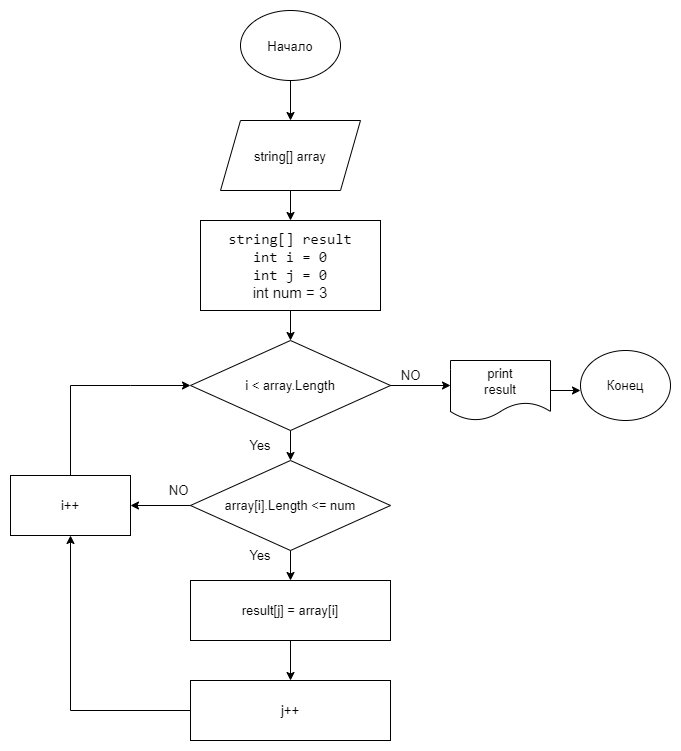 Начало
string[] array
string[] result
int i = 0
int j = 0
int num = 3
i < array.Length
NO
print
result
Конец
Yes
array[i].Length <= num
NO
i++
Yes
result[j] = array[i]
j++